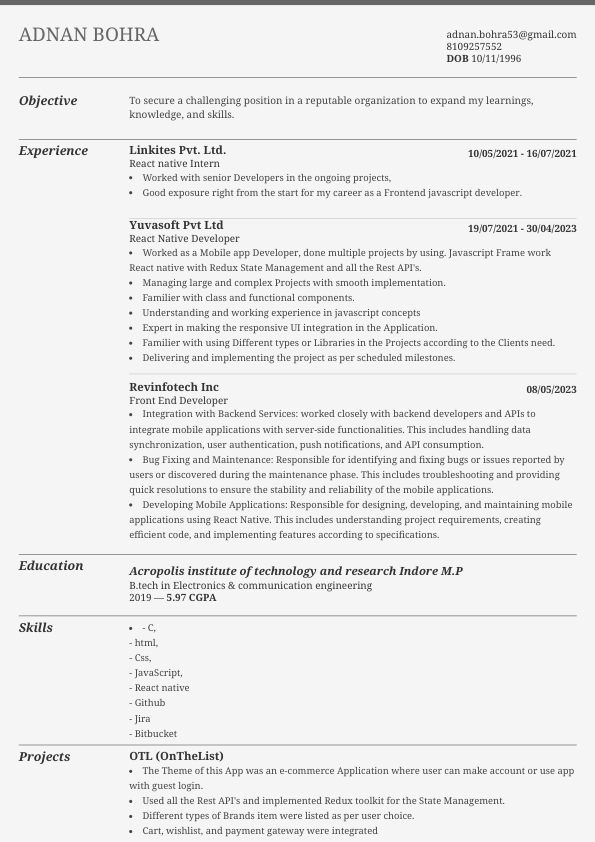 ADNAN BOHRA
adnan.bohra53@gmail.com
8109257552
DOB 10/11/1996
Objective
To secure a challenging position in a reputable organization to expand my learnings,
knowledge, and skills.
Experience
Linkites Pvt. Ltd.
10/05/2021 - 16/07/2021
React native Intern
• Worked with senior Developers in the ongoing projects,
• Good exposure right from the start for my career as a Frontend javascript developer.
Yuvasoft Pvt Ltd
19/07/2021 - 30/04/2023
React Native Developer
• Worked as a Mobile app Developer, done multiple projects by using. Javascript Frame work
React native with Redux State Management and all the Rest API's.
• Managing large and complex Projects with smooth implementation.
• Familier with class and functional components.
• Understanding and working experience in javascript concepts
• Expert in making the responsive UI integration in the Application.
• Familier with using Different types or Libraries in the Projects according to the Clients need.
• Delivering and implementing the project as per scheduled milestones.
Revinfotech Inc
08/05/2023
Front End Developer
• Integration with Backend Services: worked closely with backend developers and APIs to
integrate mobile applications with server-side functionalities. This includes handling data
synchronization, user authentication, push notifications, and API consumption.
• Bug Fixing and Maintenance: Responsible for identifying and fixing bugs or issues reported by
users or discovered during the maintenance phase. This includes troubleshooting and providing
quick resolutions to ensure the stability and reliability of the mobile applications.
• Developing Mobile Applications: Responsible for designing, developing, and maintaining mobile
applications using React Native. This includes understanding project requirements, creating
efficient code, and implementing features according to specifications.
Education
Acropolis institute of technology and research Indore M.P
B.tech in Electronics & communication engineering
2019 — 5.97 CGPA
Skills
• - C,
- html,
- Css,
- JavaScript,
- React native
- Github
- Jira
- Bitbucket
Projects
OTL (OnTheList)
• The Theme of this App was an e-commerce Application where user can make account or use app
with guest login.
• Used all the Rest API's and implemented Redux toolkit for the State Management.
• Different types of Brands item were listed as per user choice.
• Cart, wishlist, and payment gateway were integrated